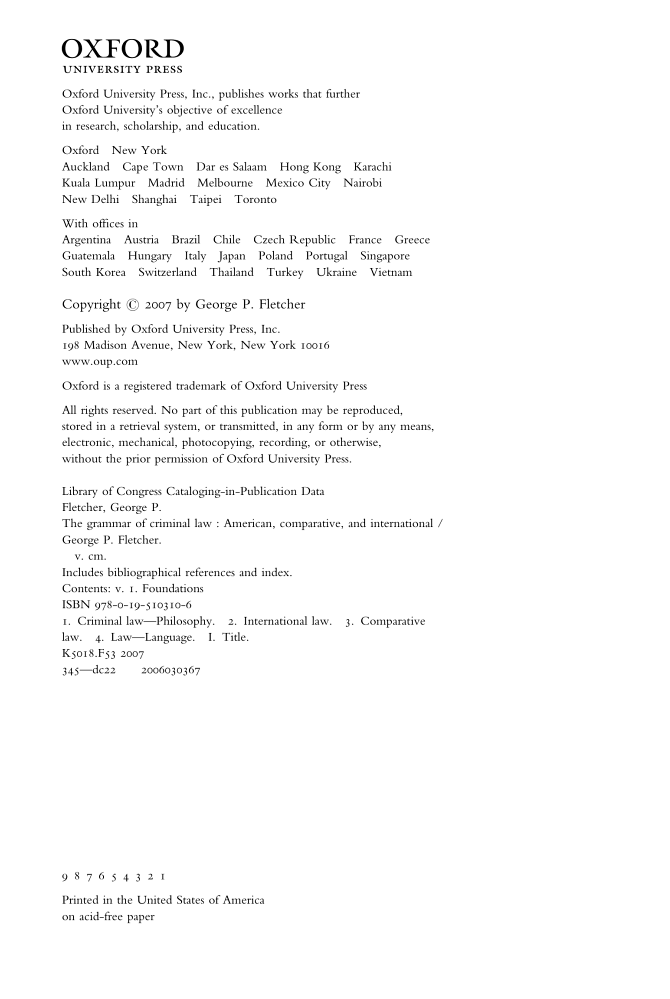 OXFORD
UNIVERSITY PRESS
Oxford University Press, Inc., publishes works that further
Oxford University's objective of excellence
in research, scholarship, and education.
Oxford New York
Auckland Cape Town Dar es Salaam Hong Kong Karachi
Kuala Lumpur Madrid Melbourne Mexico City Nairobi
New Delhi Shanghai Taipei Toronto
With offices in
Argentina Austria Brazil Chile Czech Republic France Greece
Guatemala Hungary Italy Japan Poland Portugal Singapore
South Korea Switzerland Thailand Turkey Ukraine Vietnam
Copyright © 2007 by George P. Fletcher
Published by Oxford University Press, Inc.
198 Madison Avenue, New York, New York 10016
www.oup.com
Oxford is a registered trademark of Oxford University Press
All rights reserved. No part of this publication may be reproduced,
stored in a retrieval system, or transmitted, in any form or by any means,
electronic, mechanical, photocopying, recording, or otherwise,
without the prior permission of Oxford University Press.
Library of Congress Cataloging-in-Publication Data
Fletcher, George P.
The grammar of criminal law : American, comparative, and international /
George P. Fletcher.
v. cm.
Includes bibliographical references and index.
Contents: v. 1. Foundations
ISBN 978-0-19-510310-6
1. Criminal law—Philosophy. 2. International law. 3. Comparative
law. 4. Law—Language. I. Title.
K5018.F53 2007
345—dc22 2006030367
9 8 7 6 5 4 3 2 1
Printed in the United States of America
on acid-free paper